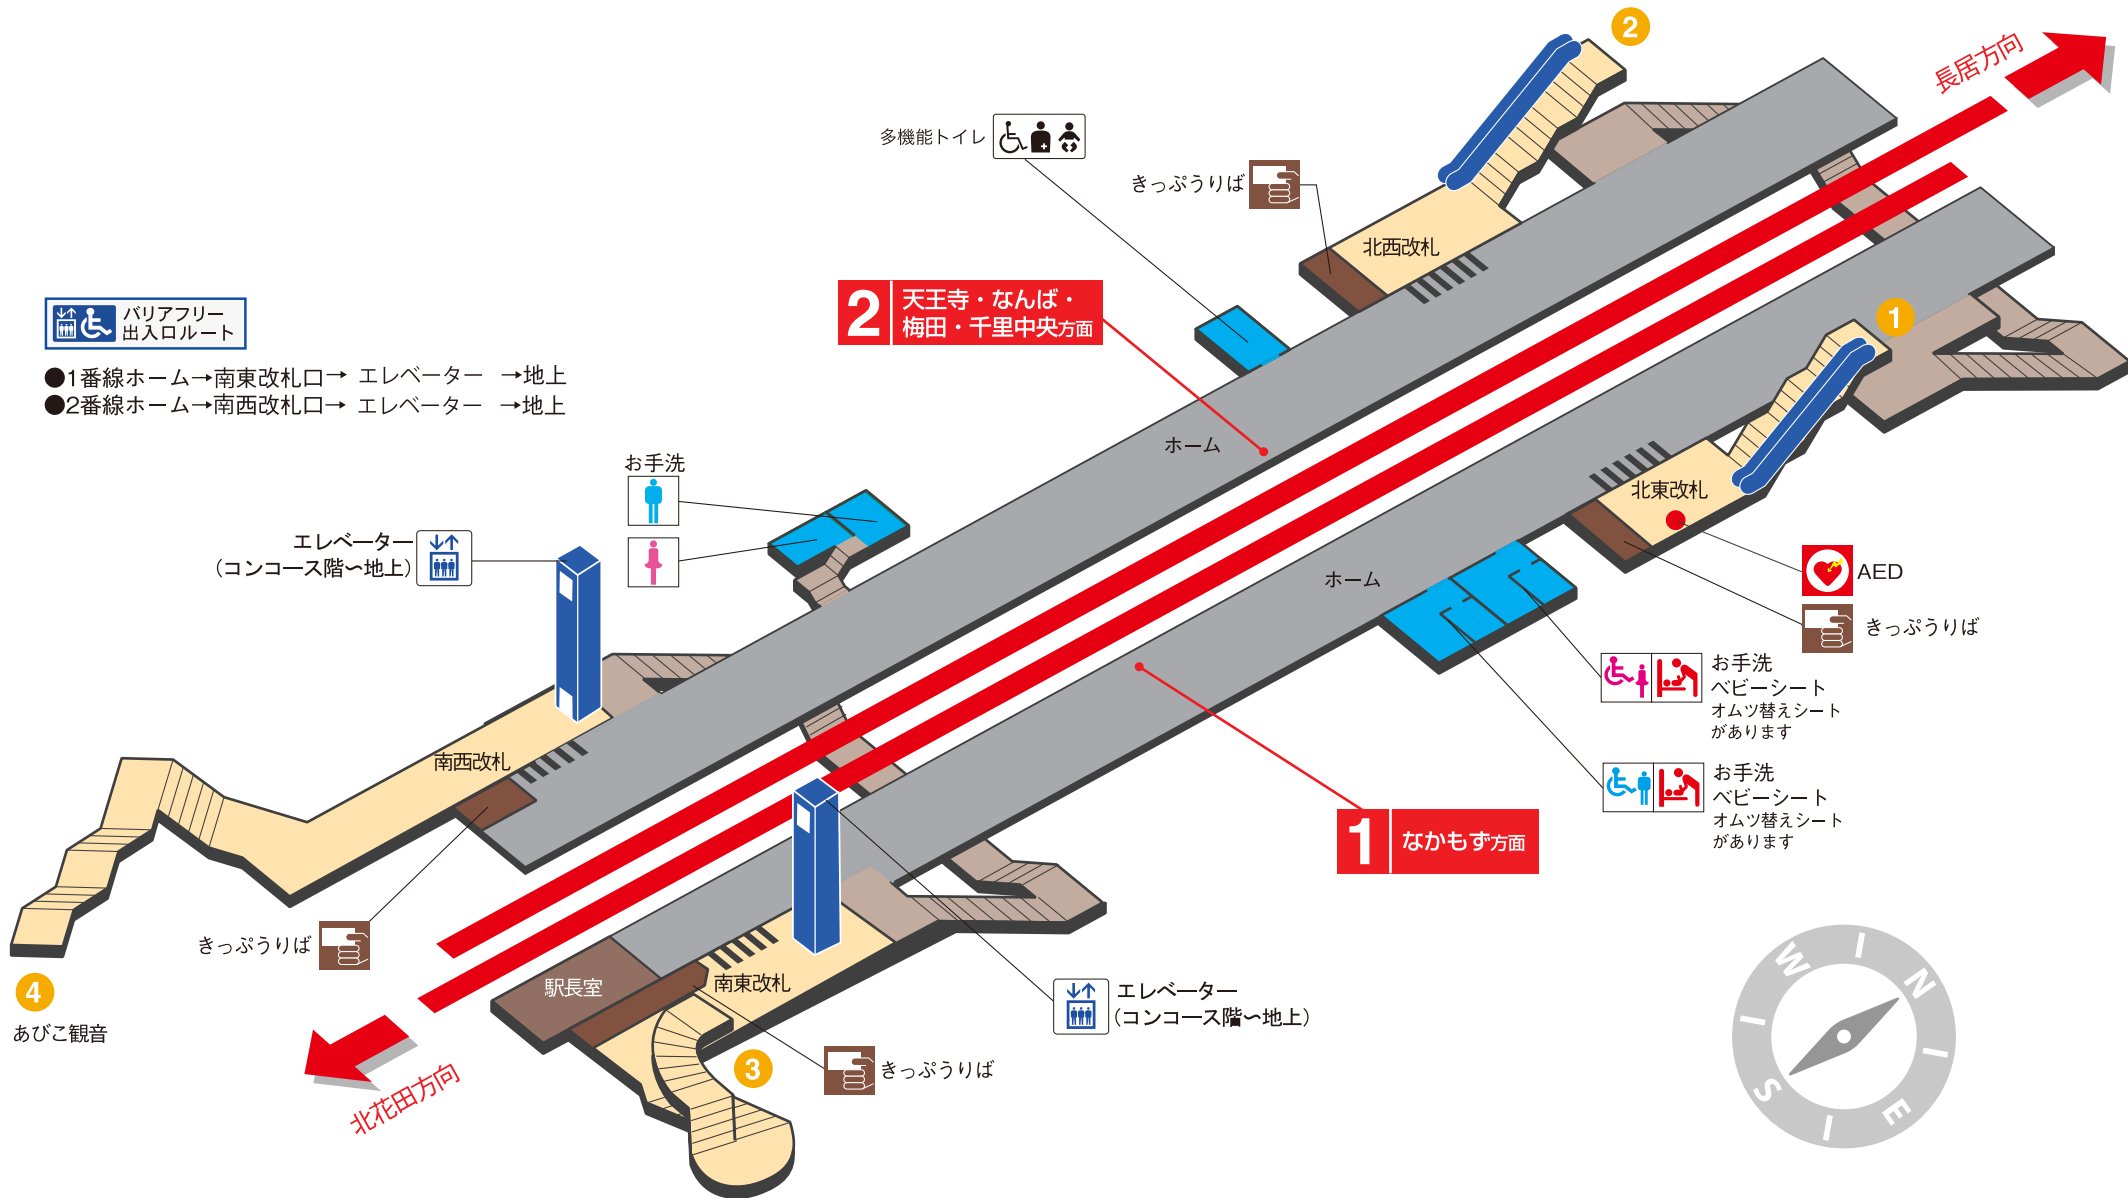 2
長居方向
多機能トイレ
きっぷうりば
北西改札
2 天王寺・なんば・
梅田・千里中央方面
1
バリアフリー
出入口ルート
●1番線ホーム→南東改札口→ エレベーター →地上
●2番線ホーム→南西改札口→ エレベーター →地上
ホーム
お手洗
北東改札
エレベーター
(コンコース階〜地上)
ホーム
AED
きっぷうりば
お手洗
ベビーシート
オムツ替えシート
があります
南西改札
お手洗
ベビーシート
オムツ替えシート
があります
1 なかもず方面
きっぷうりば
駅長室
南東改札
4
あびこ観音
エレベーター
(コンコース階〜地上)
3
きっぷうりば
北花田方向
W
N
S
E